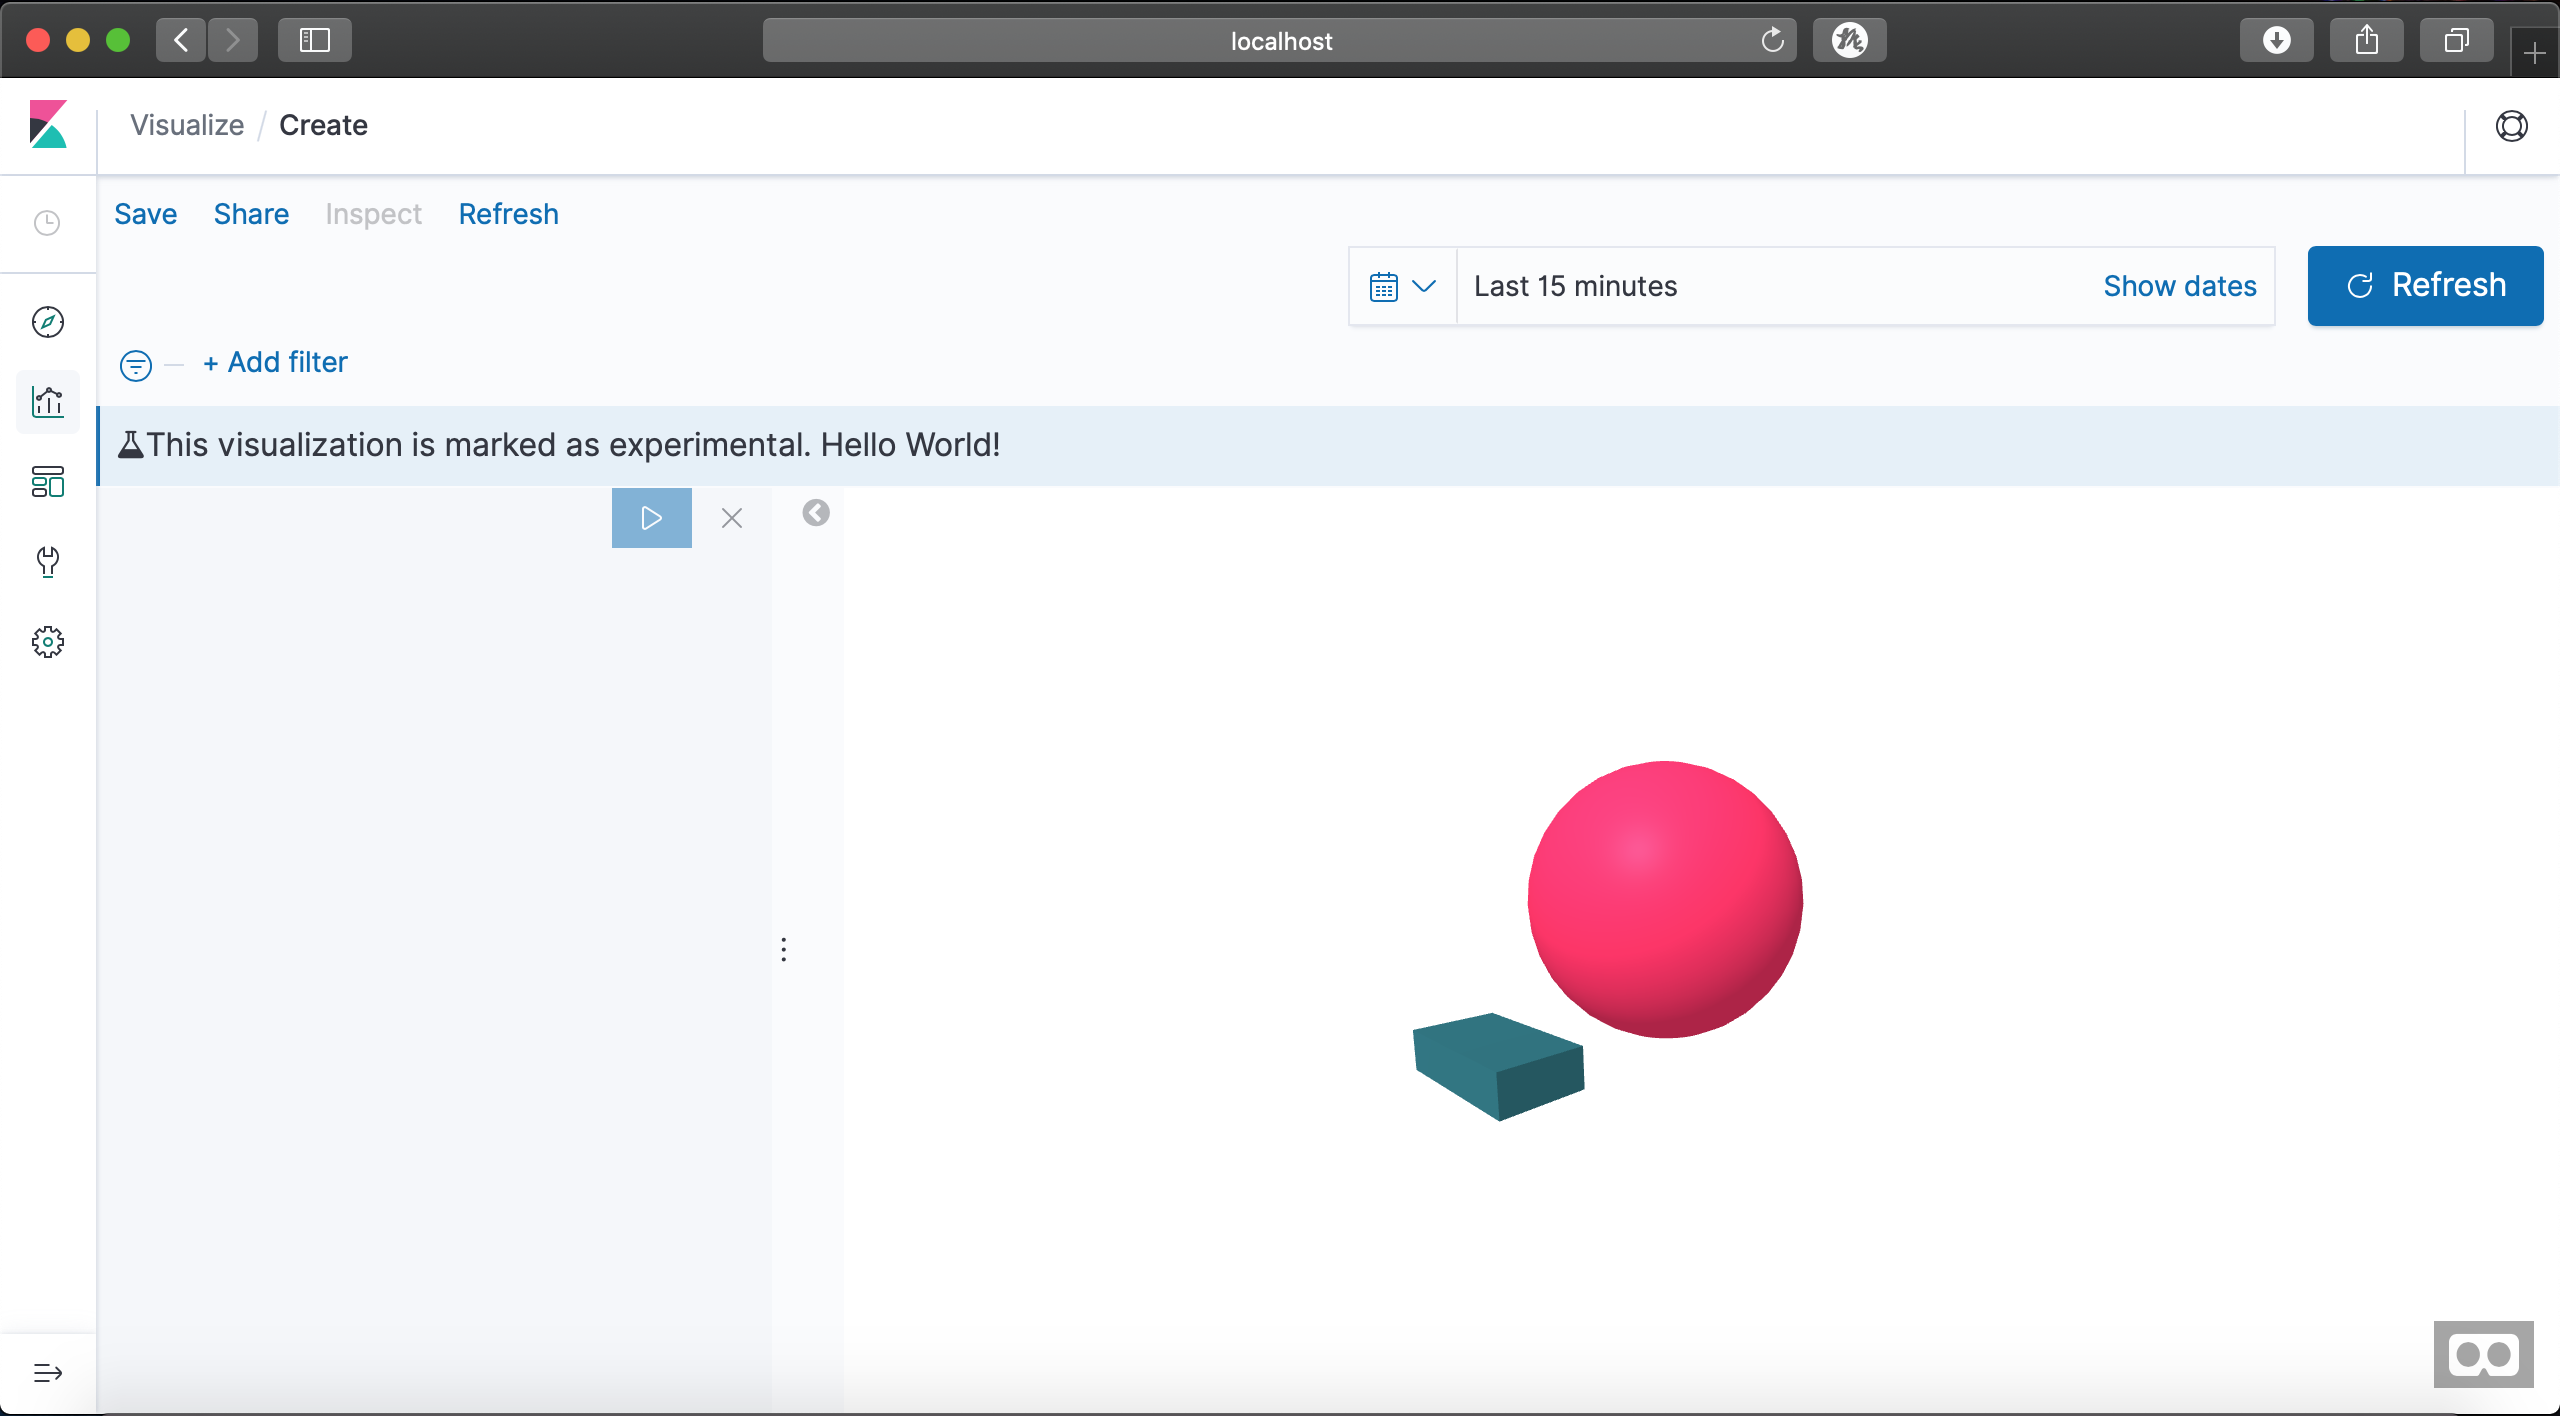 localhost
Visualize / Create
Save Share Inspect Refresh
Last 15 minutes Show dates Refresh
+ Add filter
This visualization is marked as experimental. Hello World!